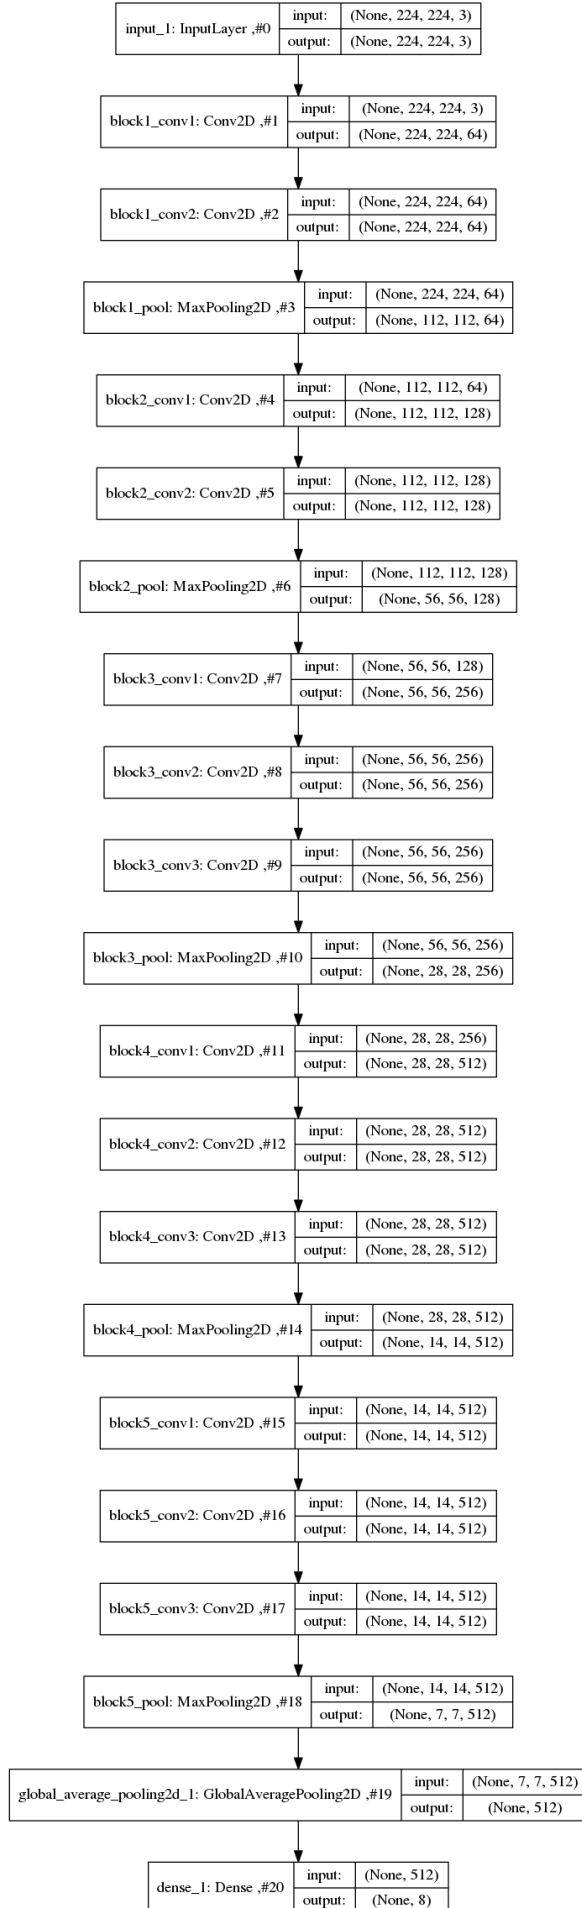 input_1: InputLayer ,#0
input: (None, 224, 224, 3)
output: (None, 224, 224, 3)
block1_conv1: Conv2D ,#1
input: (None, 224, 224, 3)
output: (None, 224, 224, 64)
block1_conv2: Conv2D ,#2
input: (None, 224, 224, 64)
output: (None, 224, 224, 64)
block1_pool: MaxPooling2D ,#3
input: (None, 224, 224, 64)
output: (None, 112, 112, 64)
block2_conv1: Conv2D ,#4
input: (None, 112, 112, 64)
output: (None, 112, 112, 128)
block2_conv2: Conv2D ,#5
input: (None, 112, 112, 128)
output: (None, 112, 112, 128)
block2_pool: MaxPooling2D ,#6
input: (None, 112, 112, 128)
output: (None, 56, 56, 128)
block3_conv1: Conv2D ,#7
input: (None, 56, 56, 128)
output: (None, 56, 56, 256)
block3_conv2: Conv2D ,#8
input: (None, 56, 56, 256)
output: (None, 56, 56, 256)
block3_conv3: Conv2D ,#9
input: (None, 56, 56, 256)
output: (None, 56, 56, 256)
block3_pool: MaxPooling2D ,#10
input: (None, 56, 56, 256)
output: (None, 28, 28, 256)
block4_conv1: Conv2D ,#11
input: (None, 28, 28, 256)
output: (None, 28, 28, 512)
block4_conv2: Conv2D ,#12
input: (None, 28, 28, 512)
output: (None, 28, 28, 512)
block4_conv3: Conv2D ,#13
input: (None, 28, 28, 512)
output: (None, 28, 28, 512)
block4_pool: MaxPooling2D ,#14
input: (None, 28, 28, 512)
output: (None, 14, 14, 512)
block5_conv1: Conv2D ,#15
input: (None, 14, 14, 512)
output: (None, 14, 14, 512)
block5_conv2: Conv2D ,#16
input: (None, 14, 14, 512)
output: (None, 14, 14, 512)
block5_conv3: Conv2D ,#17
input: (None, 14, 14, 512)
output: (None, 14, 14, 512)
block5_pool: MaxPooling2D ,#18
input: (None, 14, 14, 512)
output: (None, 7, 7, 512)
global_average_pooling2d_1: GlobalAveragePooling2D ,#19
input: (None, 7, 7, 512)
output: (None, 512)
dense_1: Dense ,#20
input: (None, 512)
output: (None, 8)